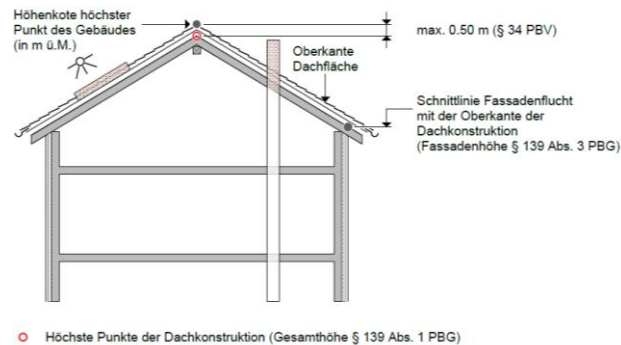 Höhenkote höchster
Punkt des Gebäudes
(in m ü.M.)
max. 0.50 m (§ 34 PBV)
Oberkante
Dachfläche
Schnittlinie Fassadenflucht
mit der Oberkante der
Dachkonstruktion
(Fassadenhöhe § 139 Abs. 3 PBG)
Höchste Punkte der Dachkonstruktion (Gesamthöhe § 139 Abs. 1 PBG)